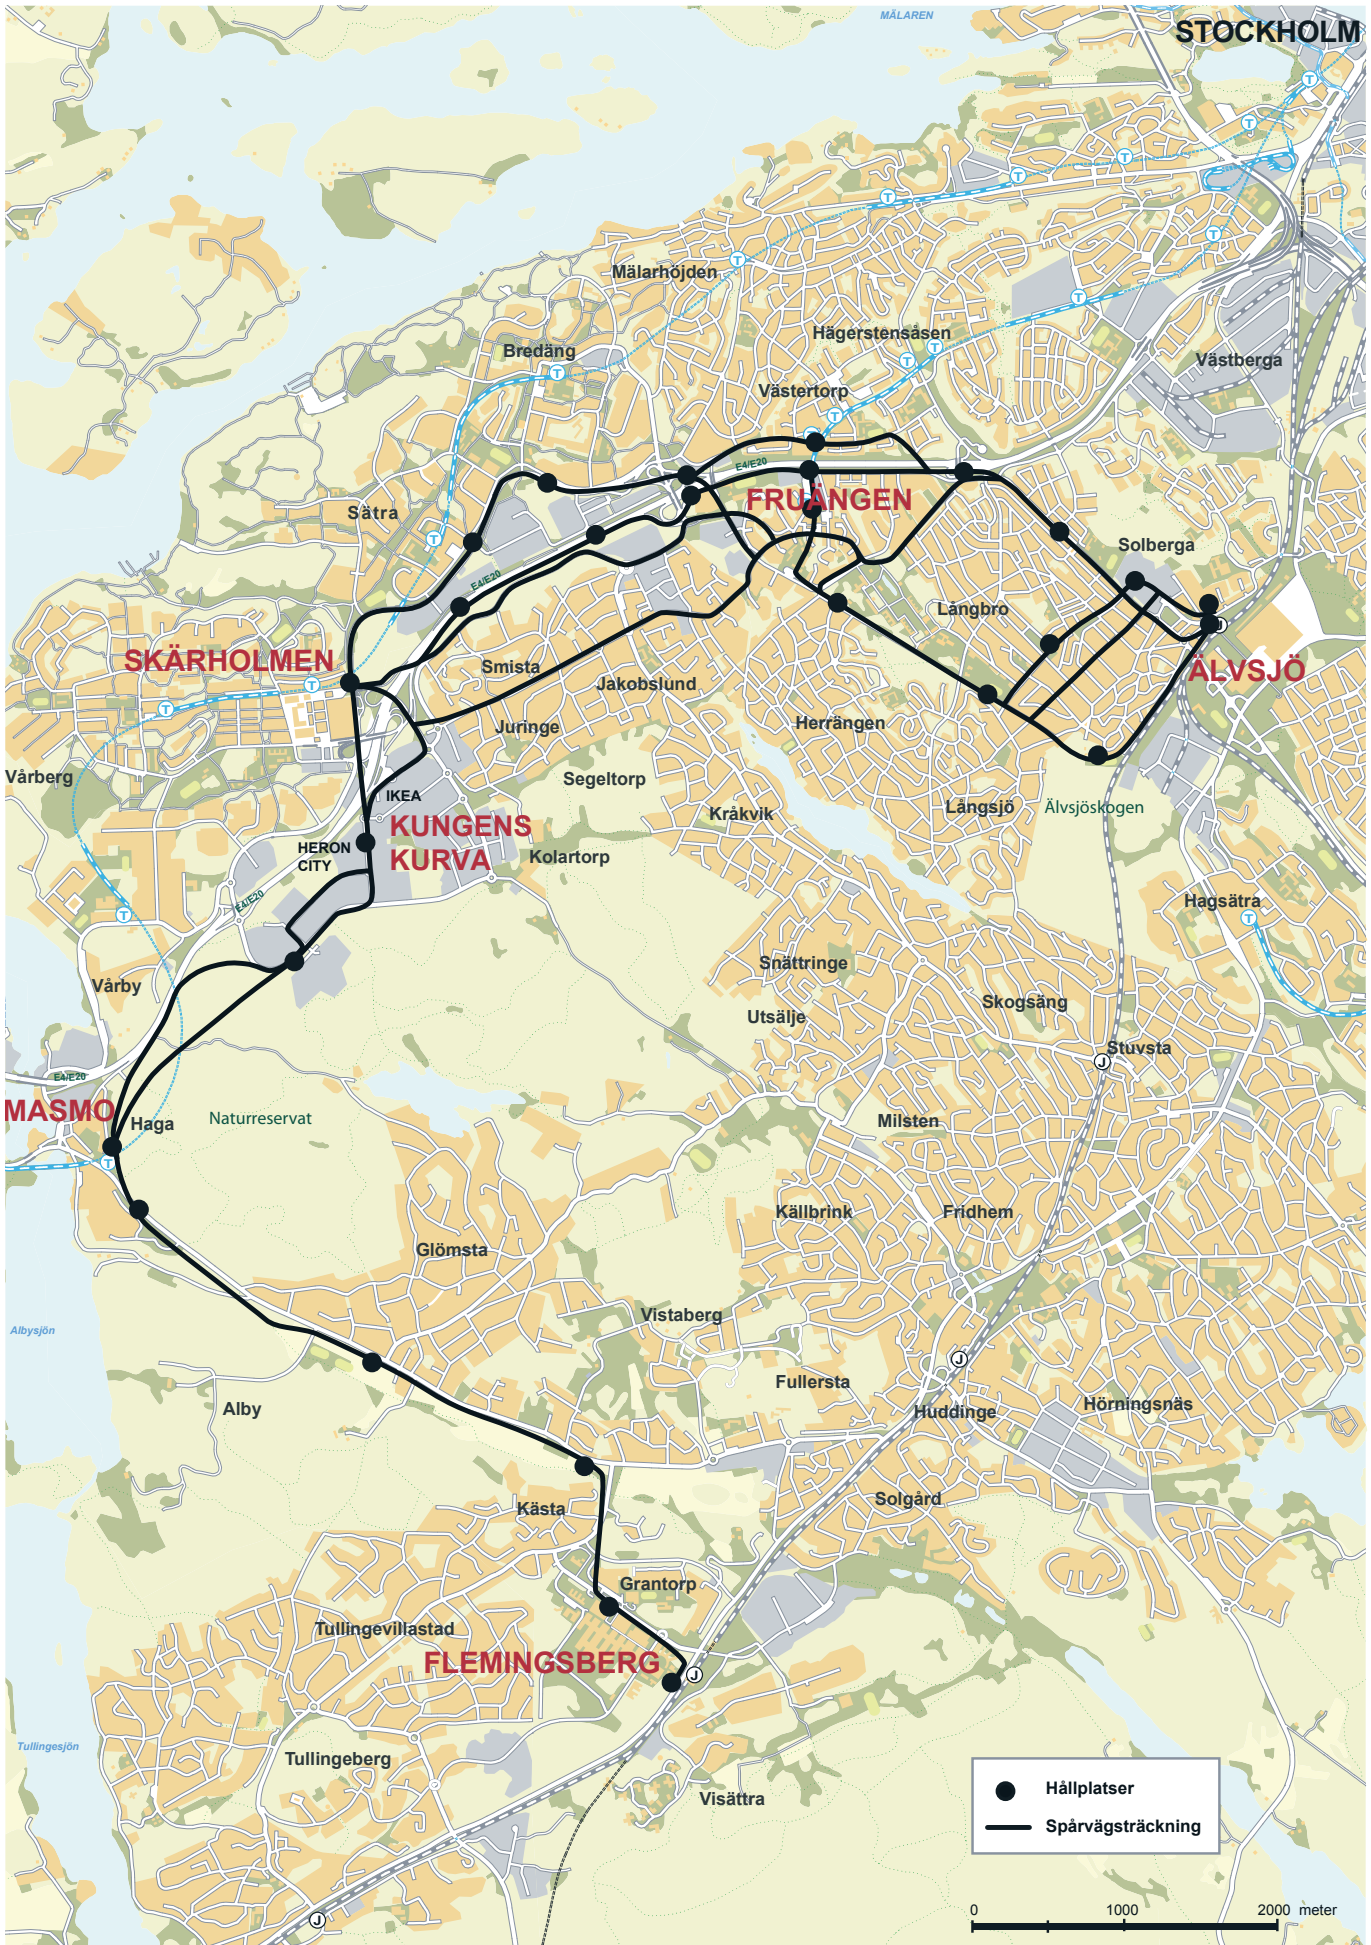 MÄLAREN
STOCKHOLM
T
T
T
T
T
T
T
Mälarhöjden
T
T
Hägerstensåsen
T
T
Bredäng
T
Västberga
Västertorp
T
T
E4/E20
FRUÄNGEN
Sätra
T
Solberga
E4/E20
Långbro
J
SKÄRHOLMEN
Smista
ÄLVSJÖ
T
Jakobslund
T
Herrängen
Juringe
Vårberg
Segeltorp
IKEA
Långsjö
Älvsjöskogen
Kråkvik
KUNGENS
KURVA
HERON
CITY
Kolartorp
E4/E20
Hagsätra
T
T
Snättringe
Vårby
Skogsäng
Utsälje
Stuvsta
J
E4/E20
MASMO
Haga
Naturreservat
Milsten
T
Källbrink
Fridhem
Glömsta
Vistaberg
Albysjön
J
Fullersta
Alby
Huddinge
Hörningsnäs
Solgård
Kästa
Grantorp
Tullingevillastad
FLEMINGSBERG
J
Tullingesjön
Tullingeberg
Visättra
Hållplatser
Spårvägsträckning
J
0 1000 2000 meter